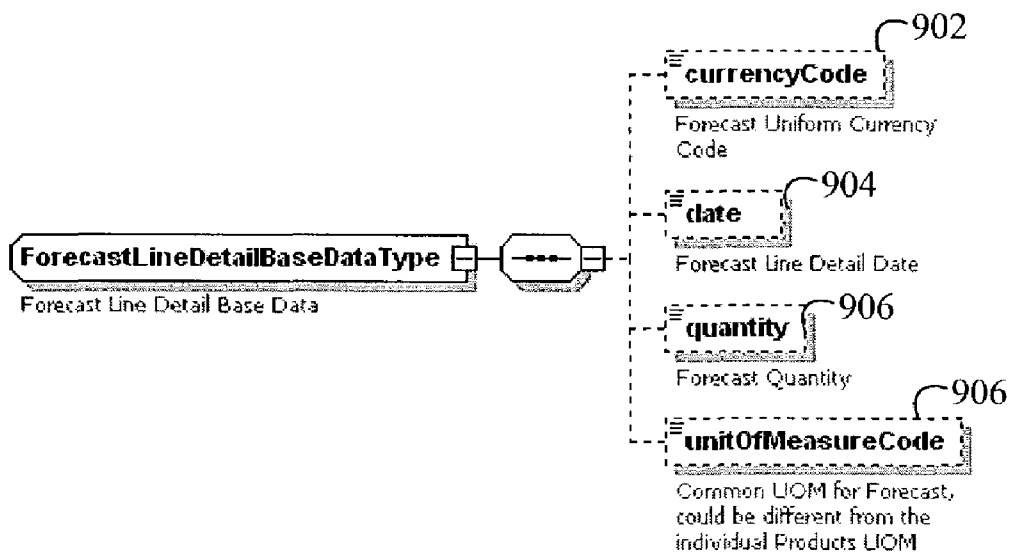 902
currencyCode
Forecast Uniform Currency
Code
904
date
Forecast Line Detail Date
ForecastLineDetailBaseDataType
Forecast Line Detail Base Data
906
quantity
Forecast Quantity
906
unitOfMeasureCode
Common UOM for Forecast,
could be different from the
individual Products UOM